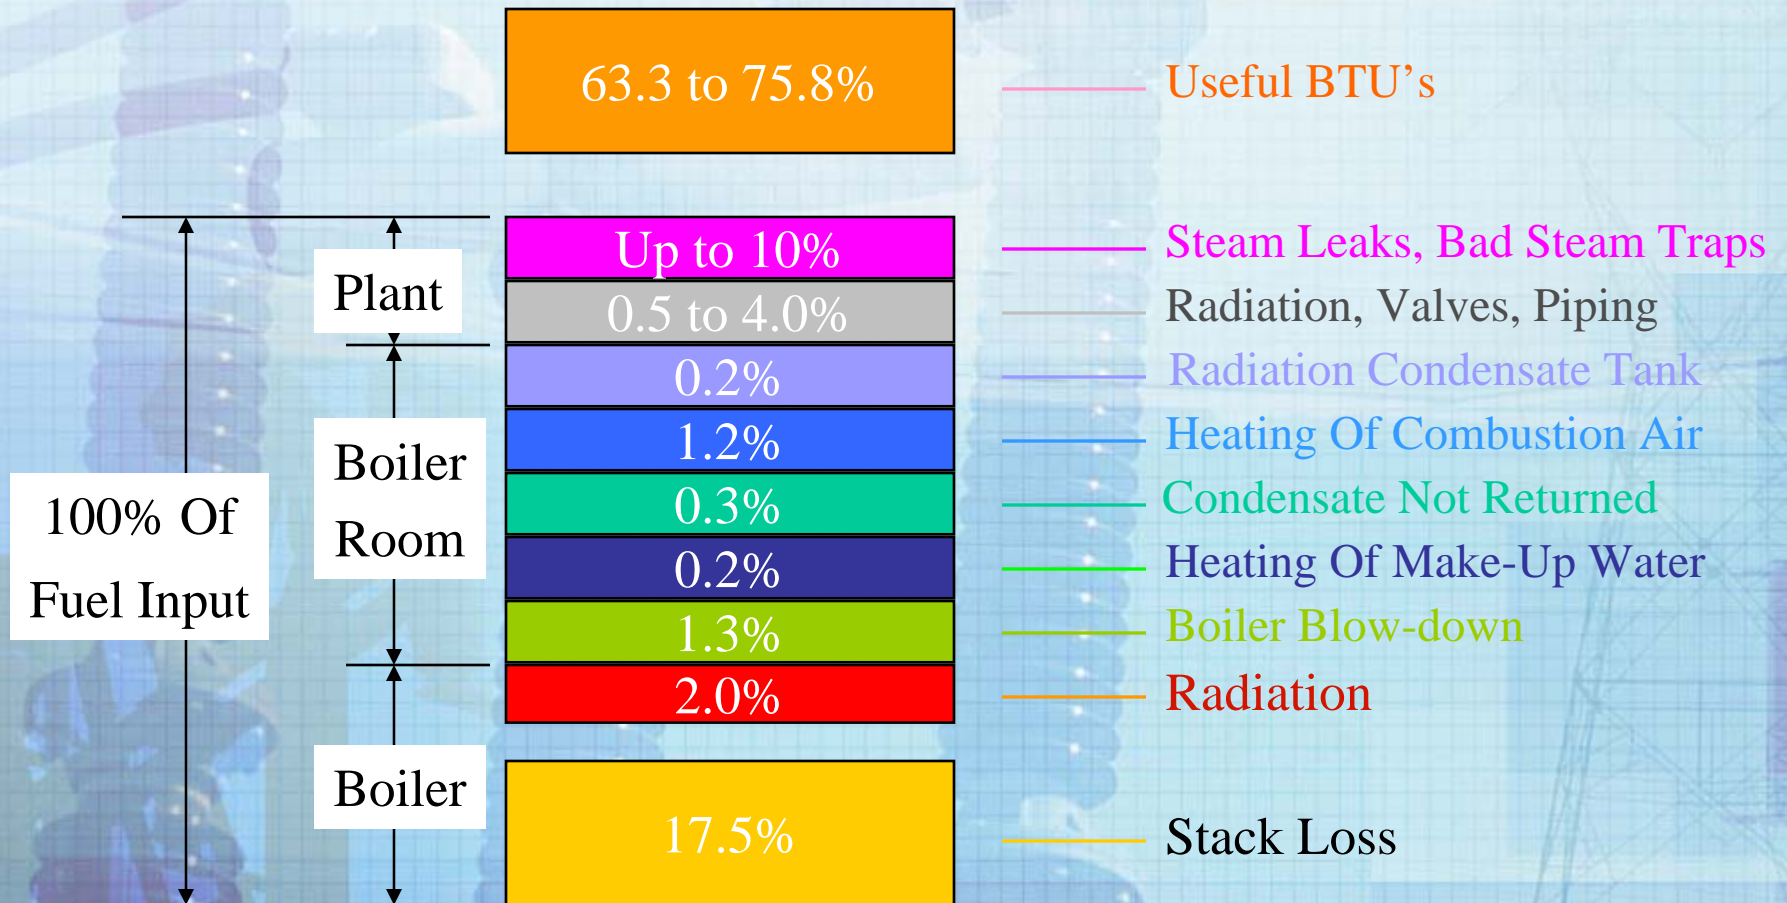 63.3 to 75.8%
Useful BTU's
Up to 10%
Steam Leaks, Bad Steam Traps
Plant
0.5 to 4.0%
Radiation, Valves, Piping
0.2%
Radiation Condensate Tank
Boiler
Room
1.2%
Heating Of Combustion Air
0.3%
Condensate Not Returned
100% Of
Fuel Input
0.2%
Heating Of Make-Up Water
1.3%
Boiler Blow-down
2.0%
Radiation
Boiler
17.5%
Stack Loss